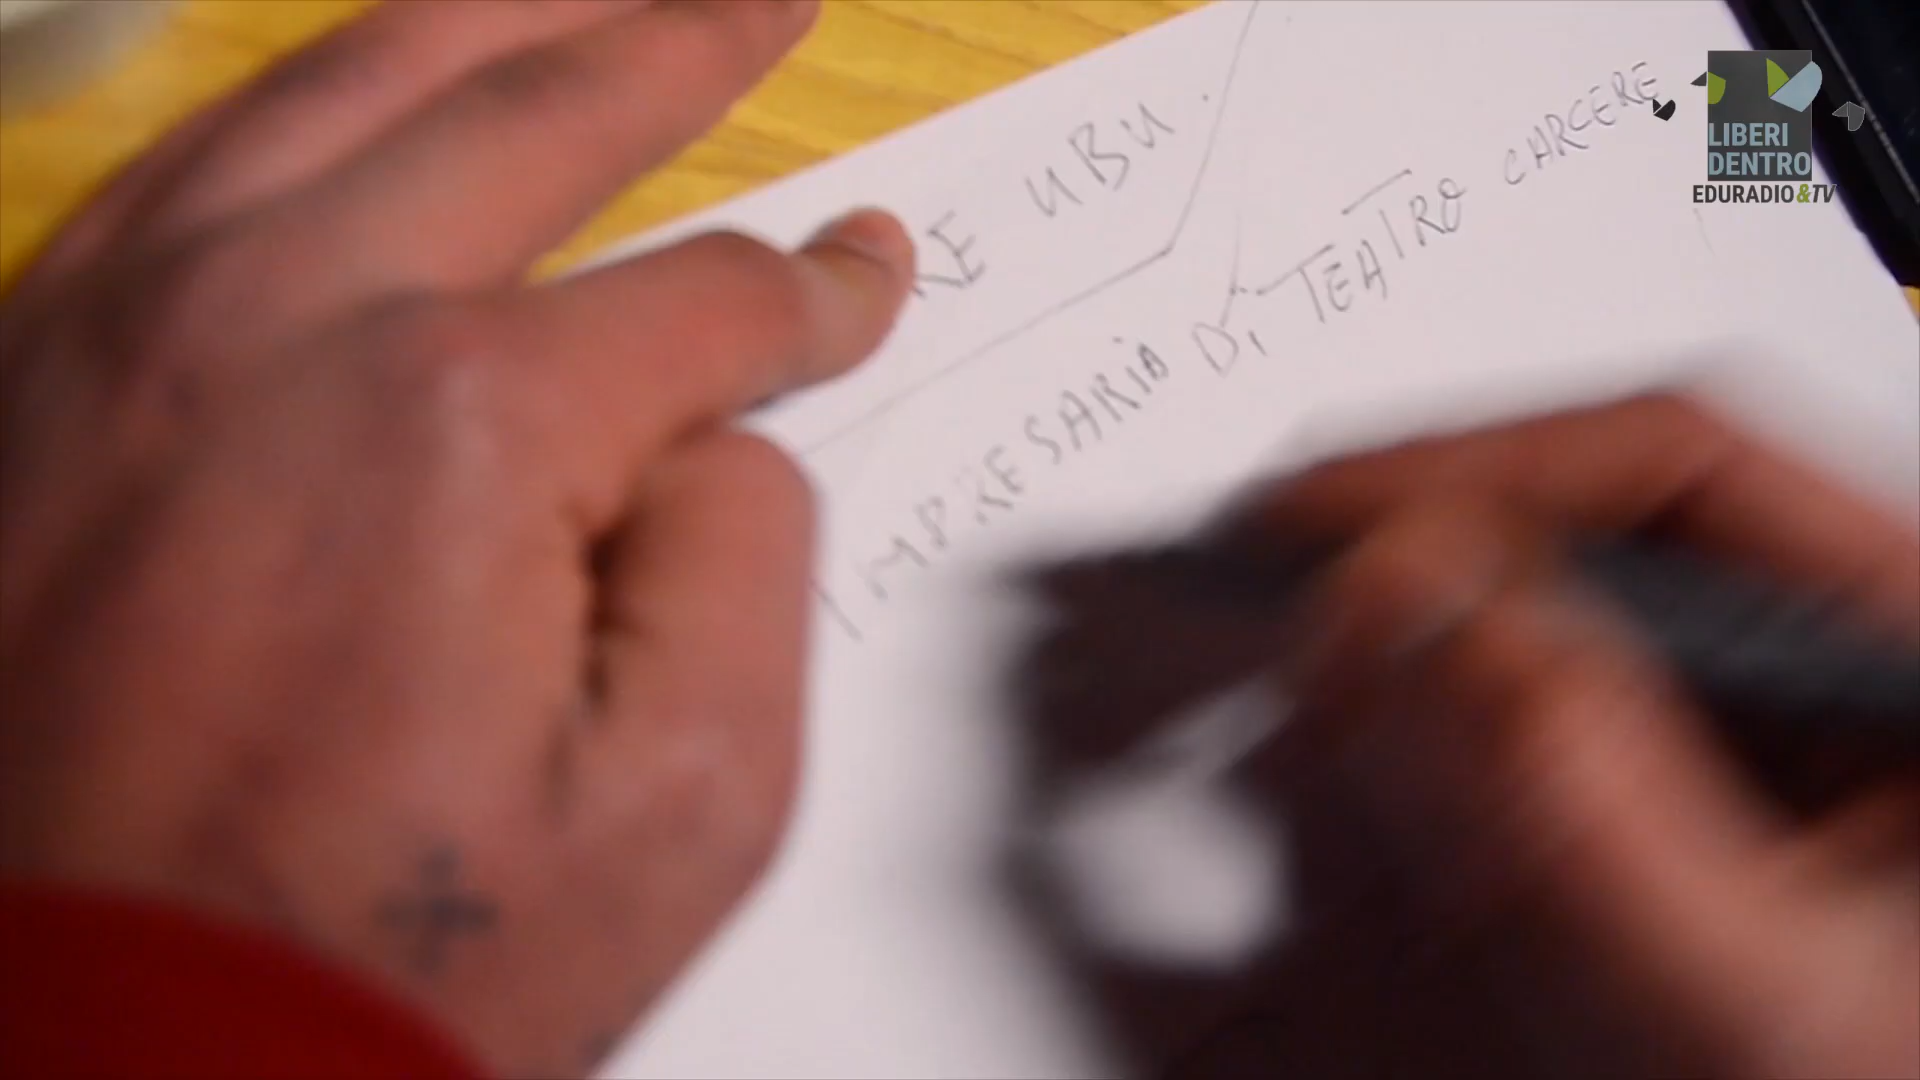 RE UBU.
IMPRESARIO Di TEATRO CARCERE
LIBERI
DENTRO
EDURADIO&TV